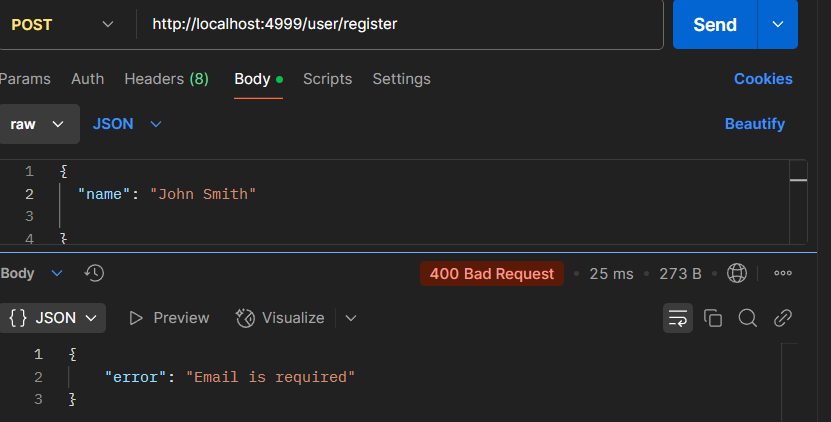 POST http://localhost:4999/user/register Send
Params Auth Headers (8) Body Scripts Settings Cookies
raw JSON Beautify
1 {
2 "name": "John Smith"
3
4 }
Body 400 Bad Request • 25 ms • 273 B •
{} JSON Preview Visualize
1 {
2 "error": "Email is required"
3 }